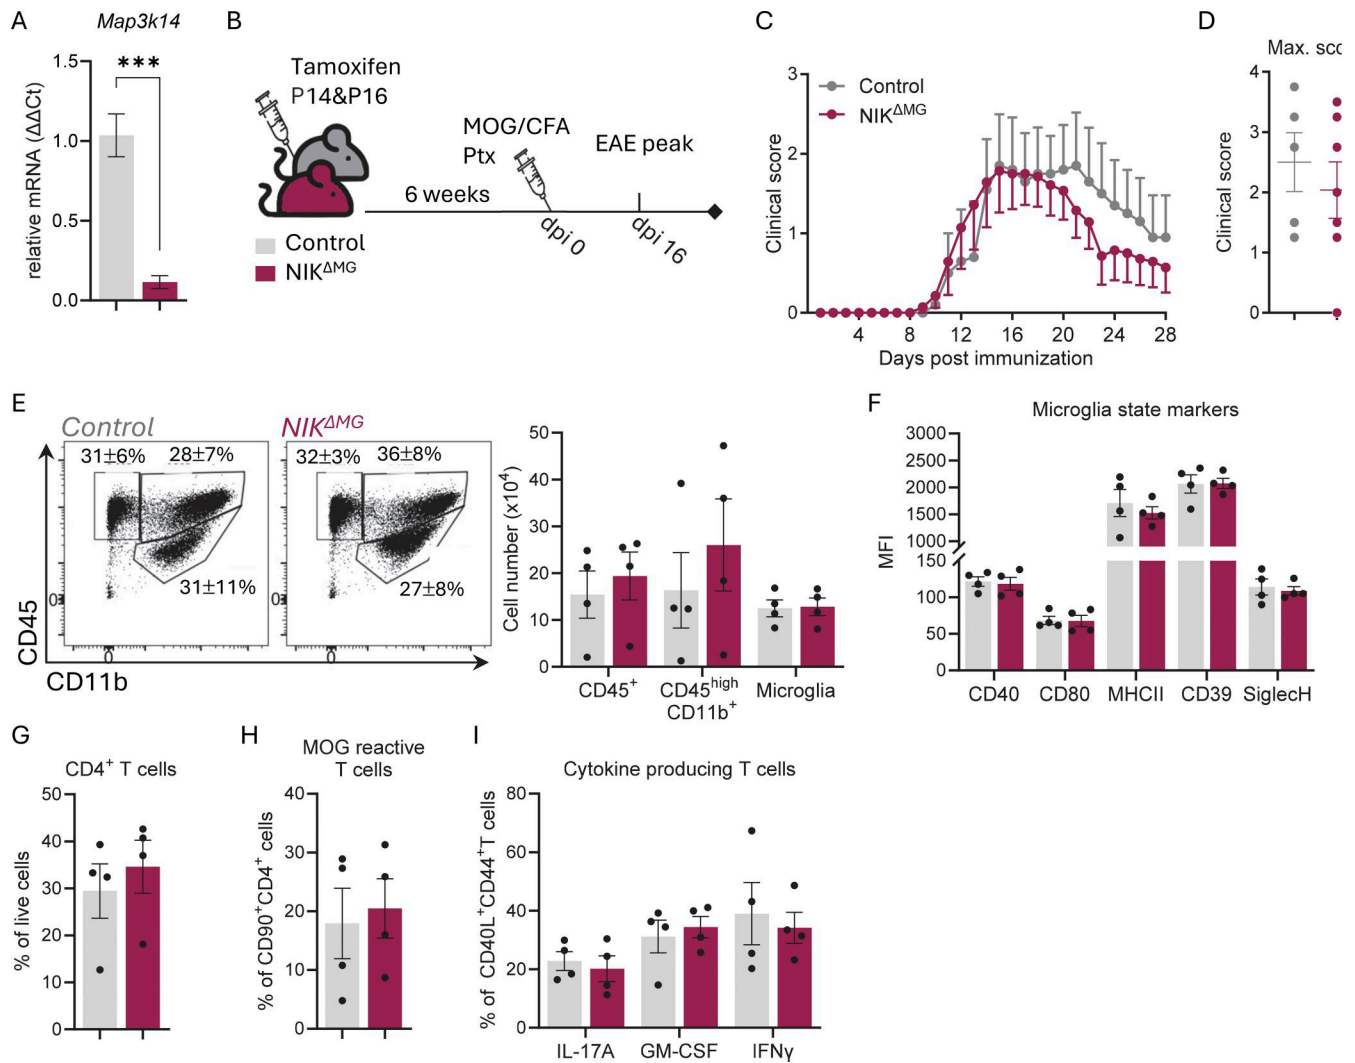 A
Map3k14
relative mRNA (ΔΔCt)
1.5
1.0
0.5
0.0
***
B
Tamoxifen
P14&P16
MOG/CFA
Ptx
EAE peak
6 weeks
dpi 0
dpi 16
Control
NIKΔMG
C
Clinical score
3
2
1
0
Control
NIKΔMG
4
8
12
16
20
24
28
Days post immunization
D
Max. sco
Clinical score
4
3
2
1
0
E
Control
NIKΔMG
31±6%
28±7%
31±11%
32±3%
36±8%
27±8%
CD45
0
0
0
0
CD11b
Cell number (x10⁴)
50
40
30
20
10
0
CD45⁺
CD45high
CD11b⁺
Microglia
F
Microglia state markers
MFI
3000
2500
2000
1500
1000
150
100
50
0
CD40
CD80
MHCII
CD39
SiglecH
G
CD4⁺ T cells
% of live cells
50
40
30
20
10
0
H
MOG reactive
T cells
% of CD90⁺CD4⁺ cells
40
30
20
10
0
I
Cytokine producing T cells
% of CD40L⁺CD44⁺T cells
80
60
40
20
0
IL-17A
GM-CSF
IFNγ